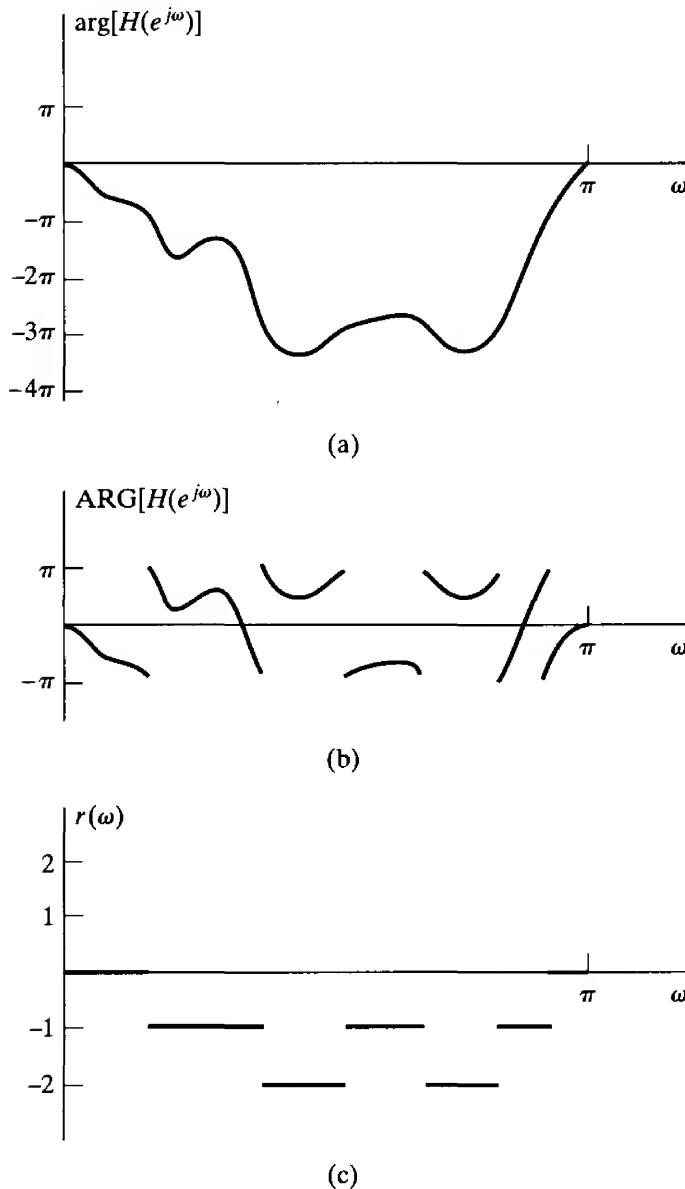 arg[H(e^{jω})]
π
π ω
−π
−2π
−3π
−4π
(a)
ARG[H(e^{jω})]
π
π ω
−π
(b)
r(ω)
2
1
π ω
−1
−2
(c)